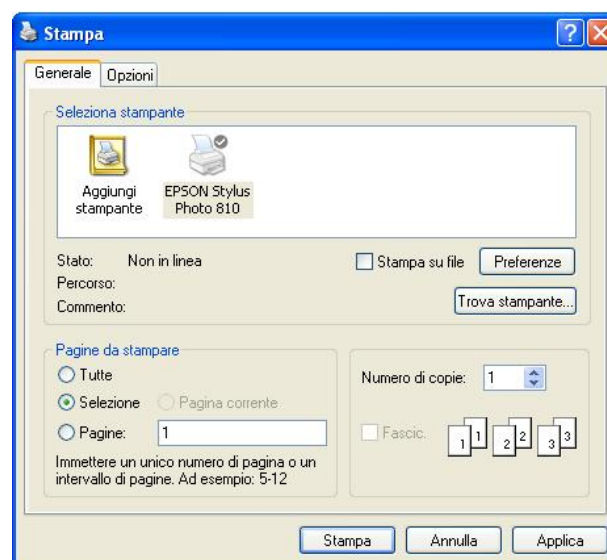 Stampa
Generale
Opzioni
Seleziona stampante
Aggiungi
stampante
EPSON Stylus
Photo 810
Stato: Non in linea
Percorso:
Commento:
Stampa su file
Preferenze
Trova stampante...
Pagine da stampare
Tutte
Selezione
Pagina corrente
Pagine: 1
Immettere un unico numero di pagina o un
intervallo di pagine. Ad esempio: 5-12
Numero di copie: 1
Fascic.
1 1 2 2 3 3
Stampa
Annulla
Applica